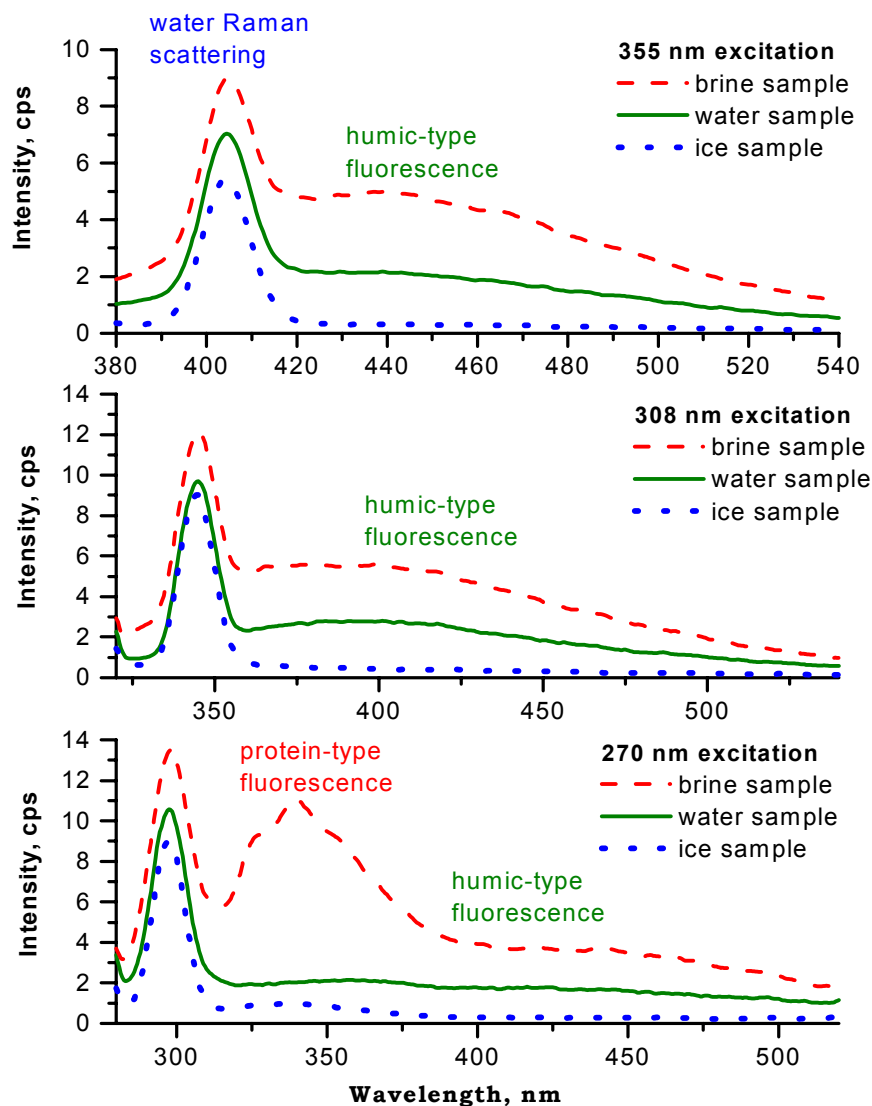 water Raman
scattering
355 nm excitation
brine sample
water sample
ice sample
humic-type
fluorescence
Intensity, cps
10
8
6
4
2
0
380 400 420 440 460 480 500 520 540
308 nm excitation
brine sample
water sample
ice sample
humic-type
fluorescence
Intensity, cps
14
12
10
8
6
4
2
0
350 400 450 500
protein-type
fluorescence
270 nm excitation
brine sample
water sample
ice sample
humic-type
fluorescence
Intensity, cps
14
12
10
8
6
4
2
0
300 350 400 450 500
Wavelength, nm